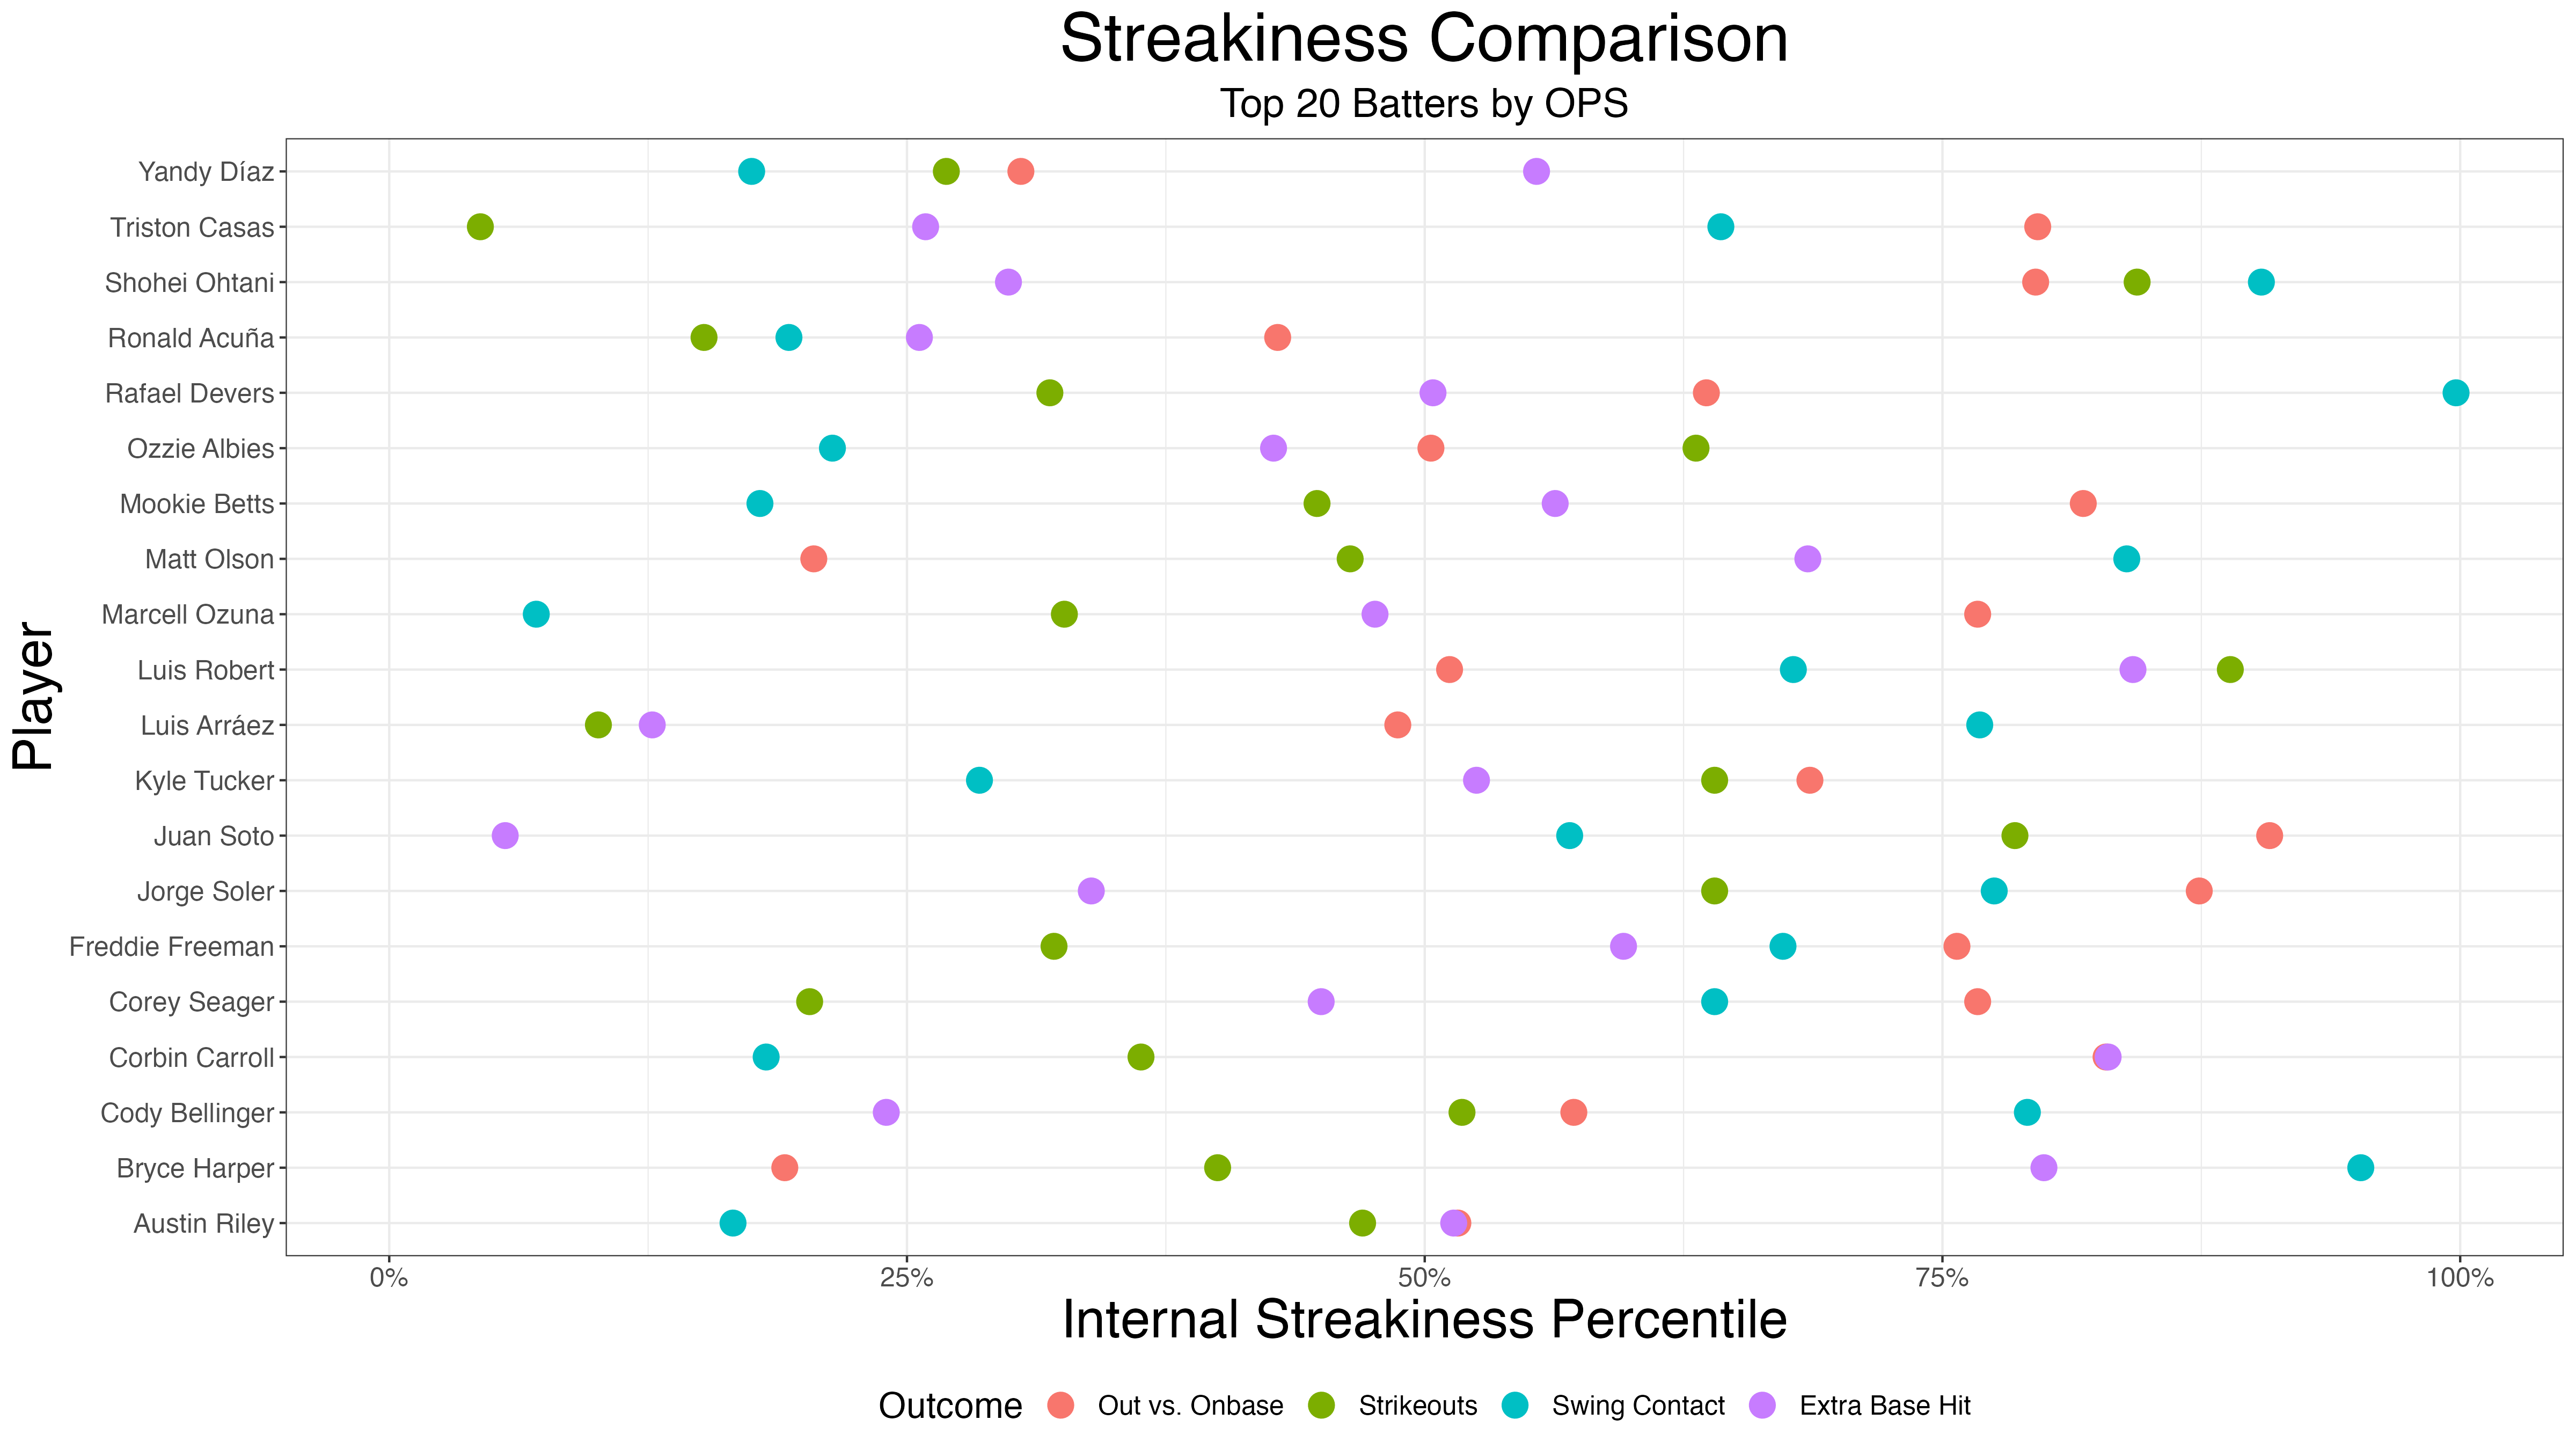 Streakiness Comparison
Top 20 Batters by OPS
Player
Yandy Díaz
Triston Casas
Shohei Ohtani
Ronald Acuña
Rafael Devers
Ozzie Albies
Mookie Betts
Matt Olson
Marcell Ozuna
Luis Robert
Luis Arráez
Kyle Tucker
Juan Soto
Jorge Soler
Freddie Freeman
Corey Seager
Corbin Carroll
Cody Bellinger
Bryce Harper
Austin Riley
0% 25% 50% 75% 100%
Internal Streakiness Percentile
Outcome Out vs. Onbase Strikeouts Swing Contact Extra Base Hit